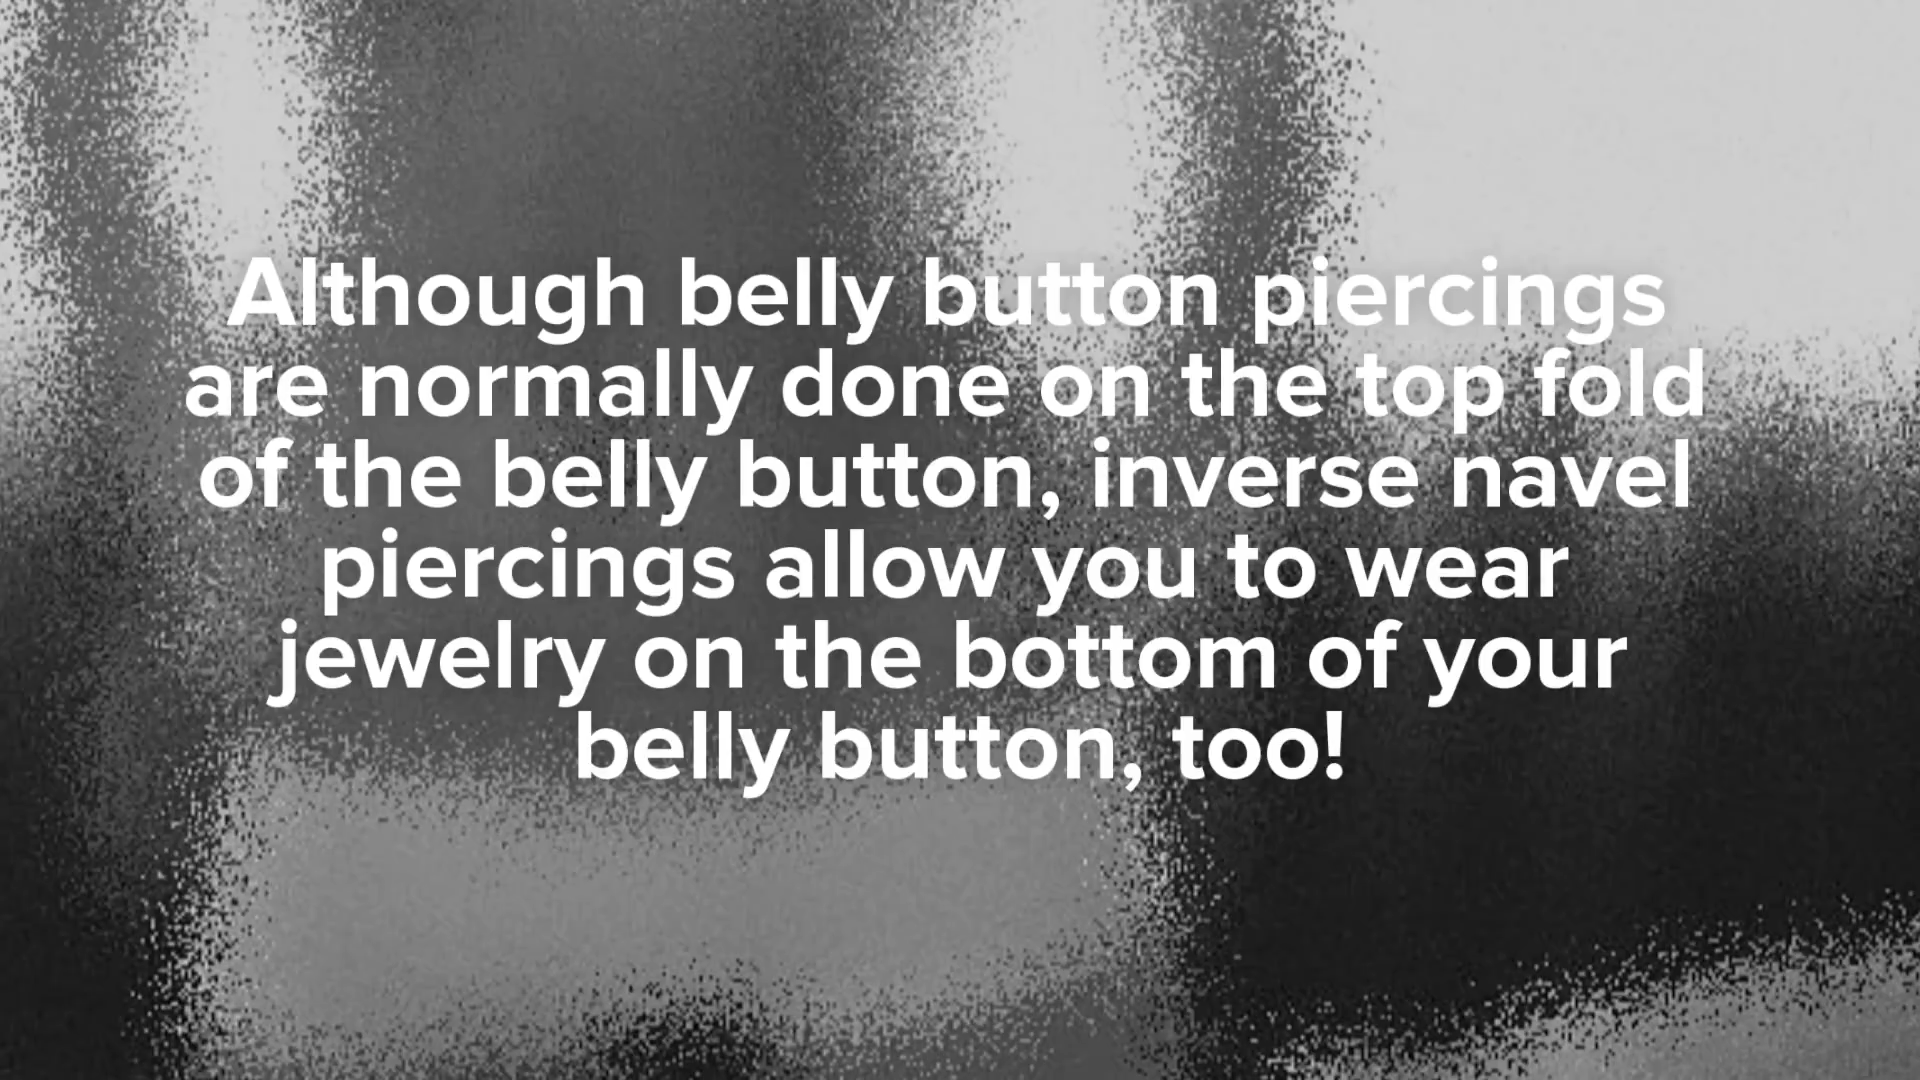 Although belly button piercings
are normally done on the top fold
of the belly button, inverse navel
piercings allow you to wear
jewelry on the bottom of your
belly button, too!